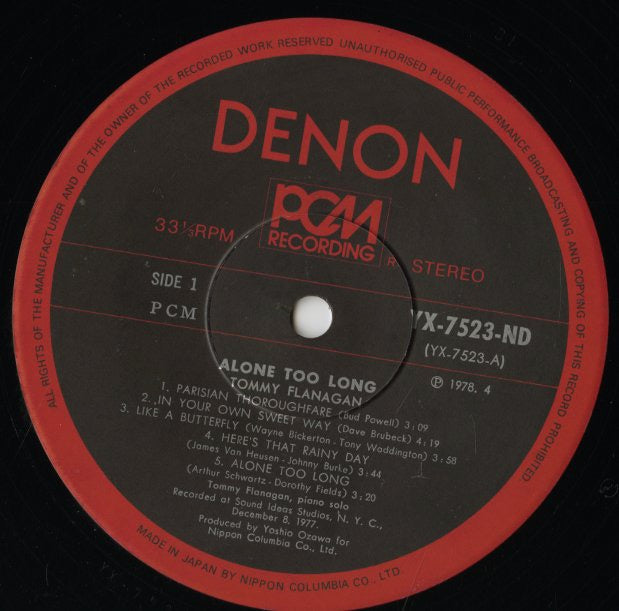 ALL RIGHTS OF THE MANUFACTURER AND OF THE OWNER OF THE RECORDED WORK RESERVED UNAUTHORISED PUBLIC PERFORMANCE BROADCASTING AND COPYING OF THIS RECORD PROHIBITED.
DENON
PCM
RECORDING
33⅓RPM
R
STEREO
SIDE 1
PCM
YX-7523-ND
(YX-7523-A)
℗ 1978. 4
ALONE TOO LONG
TOMMY FLANAGAN
1. PARISIAN THOROUGHFARE (Bud Powell) 3:09
2. IN YOUR OWN SWEET WAY (Dave Brubeck) 4:19
3. LIKE A BUTTERFLY (Wayne Bickerton - Tony Waddington) 3:58
4. HERE'S THAT RAINY DAY
(James Van Heusen - Johnny Burke) 3:44
5. ALONE TOO LONG
(Arthur Schwartz - Dorothy Fields) 3:20
Tommy Flanagan, piano solo
Recorded at Sound Ideas Studios, N. Y. C.,
December 8, 1977.
Produced by Yoshio Ozawa for
Nippon Columbia Co., Ltd.
MADE IN JAPAN BY NIPPON COLUMBIA CO., LTD.